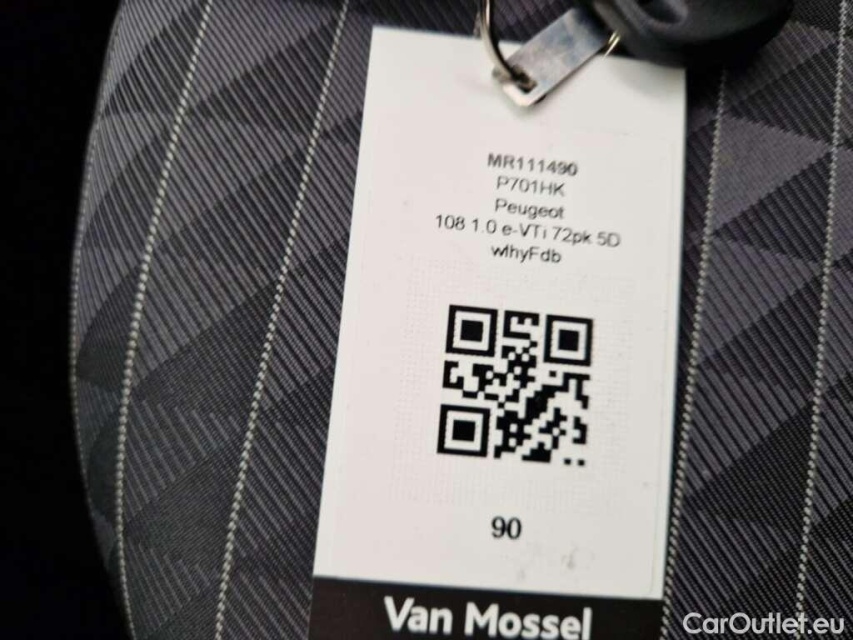 MR111490
P701HK
Peugeot
108 1.0 e-VTi 72pk 5D
wlhyFdb
90
Van Mossel
CarOutlet.eu